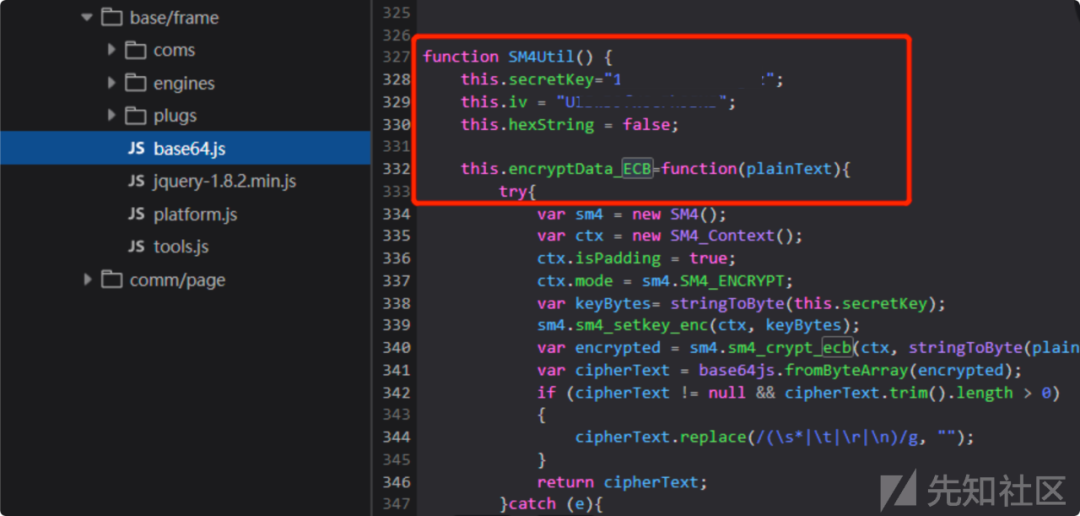 base/frame
coms
engines
plugs
JS base64.js
JS jquery-1.8.2.min.js
JS platform.js
JS tools.js
comm/page
325
326
327 function SM4Util() {
328 this.secretKey="1 ";
329 this.iv = " ";
330 this.hexString = false;
331
332 this.encryptData_ECB=function(plainText){
333 try{
334 var sm4 = new SM4();
335 var ctx = new SM4_Context();
336 ctx.isPadding = true;
337 ctx.mode = sm4.SM4_ENCRYPT;
338 var keyBytes= stringToByte(this.secretKey);
339 sm4.sm4_setkey_enc(ctx, keyBytes);
340 var encrypted = sm4.sm4_crypt_ecb(ctx, stringToByte(plain
341 var cipherText = base64js.fromByteArray(encrypted);
342 if (cipherText != null && cipherText.trim().length > 0)
343 {
344 cipherText.replace(/(\s*|\t|\r|\n)/g, "");
345 }
346 return cipherText;
347 }catch (e){
先知社区